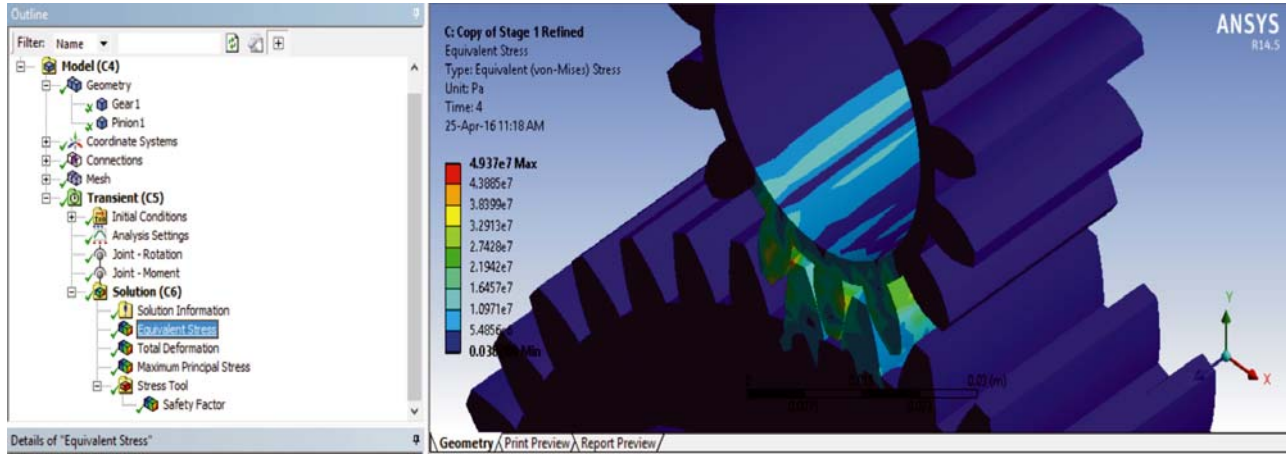 Outline
Filter: Name
Model (C4)
Geometry
Gear1
Pinion1
Coordinate Systems
Connections
Mesh
Transient (C5)
Initial Conditions
Analysis Settings
Joint - Rotation
Joint - Moment
Solution (C6)
Solution Information
Equivalent Stress
Total Deformation
Maximum Principal Stress
Stress Tool
Safety Factor
Details of "Equivalent Stress"
C: Copy of Stage 1 Refined
Equivalent Stress
Type: Equivalent (von-Mises) Stress
Unit: Pa
Time: 4
25-Apr-16 11:18 AM
4.937e7 Max
4.3885e7
3.8399e7
3.2913e7
2.7428e7
2.1942e7
1.6457e7
1.0971e7
Min
ANSYS
R14.5
0.02 (m)
Y
X
Geometry Print Preview Report Preview